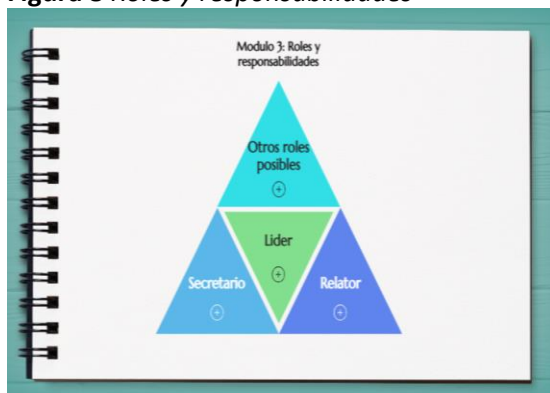 Figura 3 Roles y responsabilidades
Modulo 3: Roles y
responsabilidades
Otros roles
posibles
Lider
Secretario
Relator